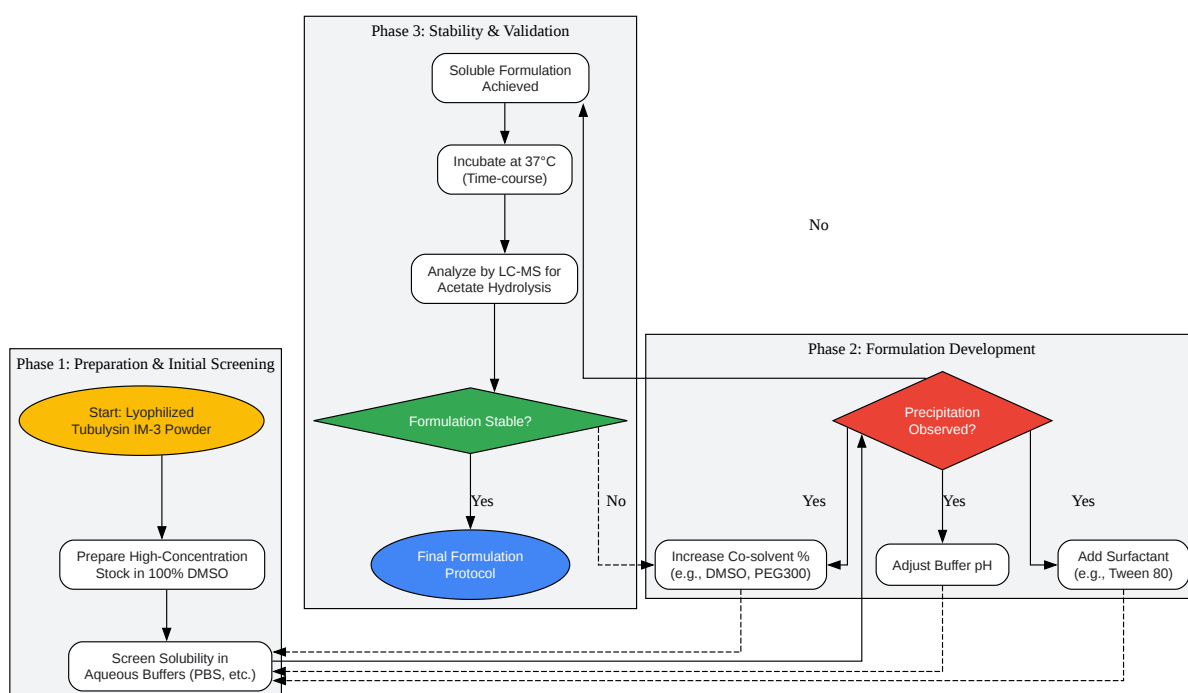 Phase 3: Stability & Validation
Soluble Formulation
Achieved
Incubate at 37°C
(Time-course)
No
Analyze by LC-MS for
Acetate Hydrolysis
Phase 1: Preparation & Initial Screening
Phase 2: Formulation Development
Start: Lyophilized
Tubulysin IM-3 Powder
Formulation Stable?
Precipitation
Observed?
Yes
No
Yes
Yes
Yes
Prepare High-Concentration
Stock in 100% DMSO
Final Formulation
Protocol
Increase Co-solvent %
(e.g., DMSO, PEG300)
Adjust Buffer pH
Add Surfactant
(e.g., Tween 80)
Screen Solubility in
Aqueous Buffers (PBS, etc.)